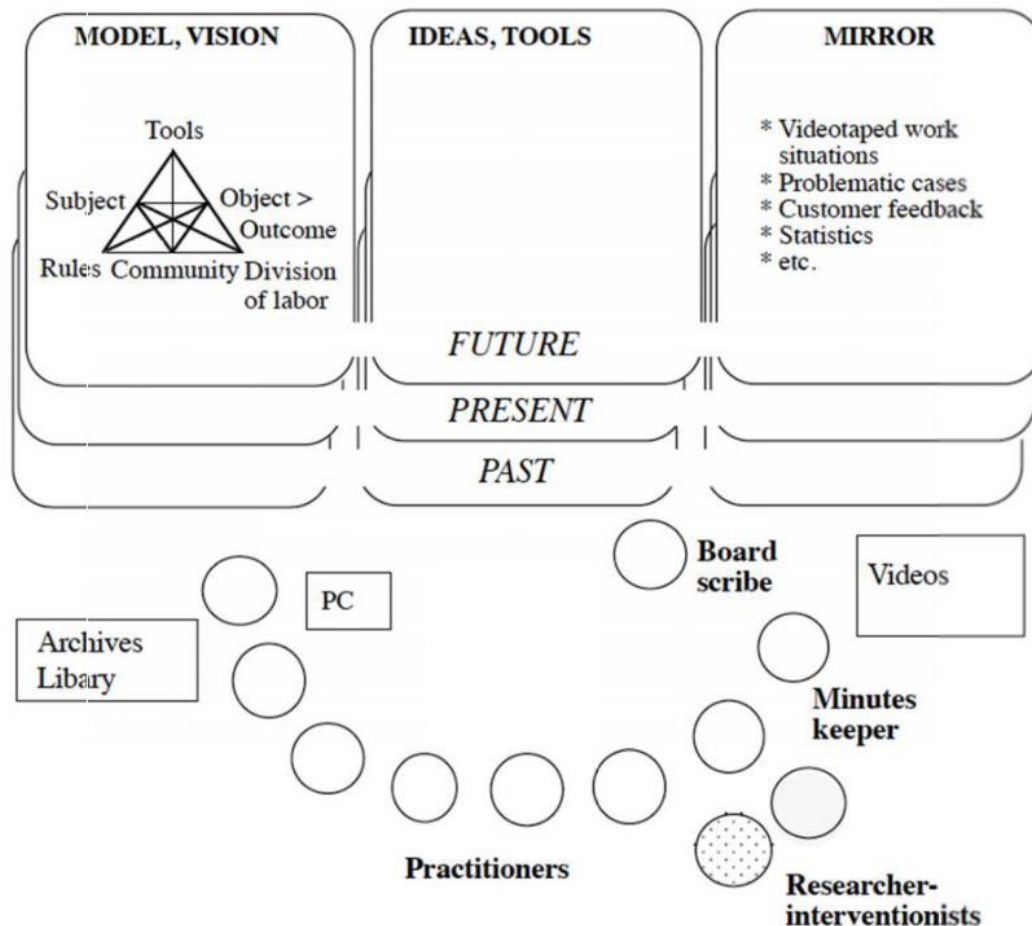 MODEL, VISION
IDEAS, TOOLS
MIRROR
Tools
Subject
Object >
Outcome
Rules
Community
Division
of labor
* Videotaped work
situations
* Problematic cases
* Customer feedback
* Statistics
* etc.
FUTURE
PRESENT
PAST
Board
scribe
Videos
PC
Archives
Libary
Minutes
keeper
Practitioners
Researcher-
interventionists